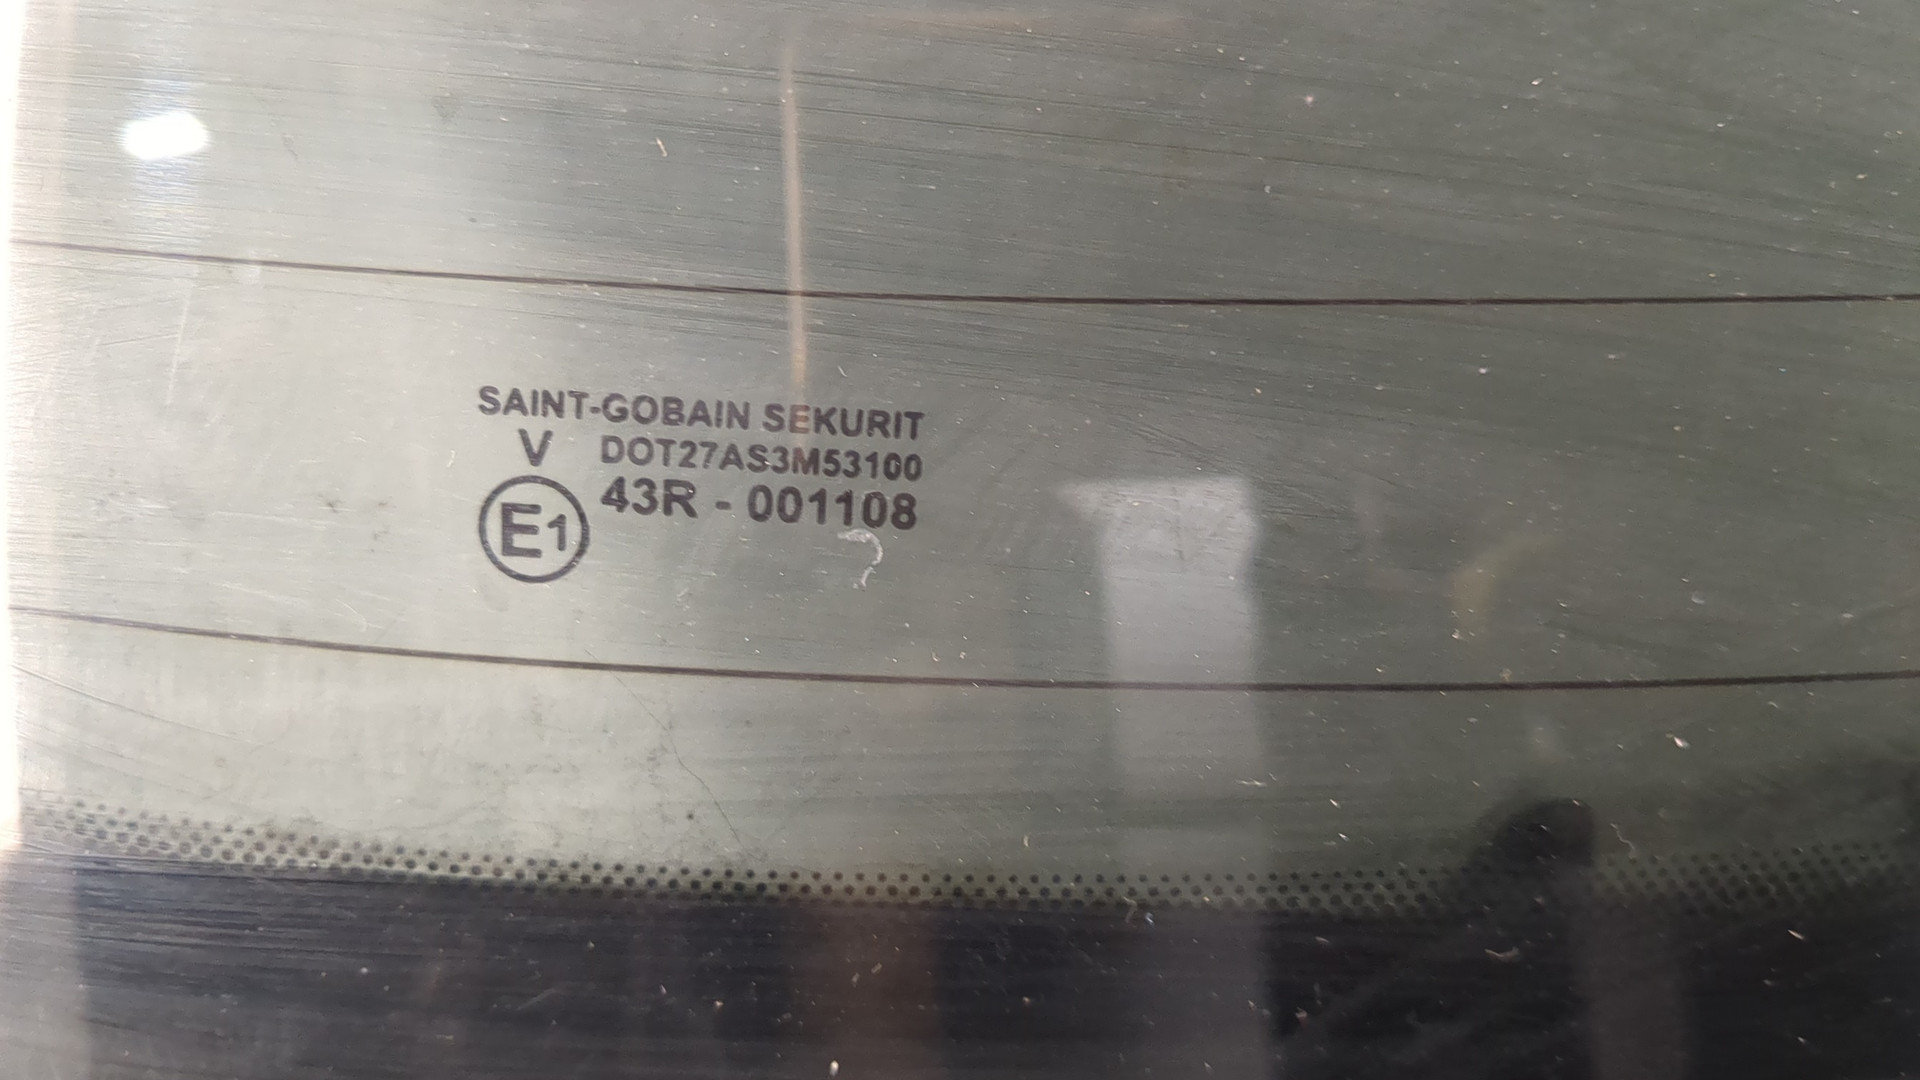 SAINT-GOBAIN SEKURIT
V DOT27AS3M53100
E1 43R - 001108